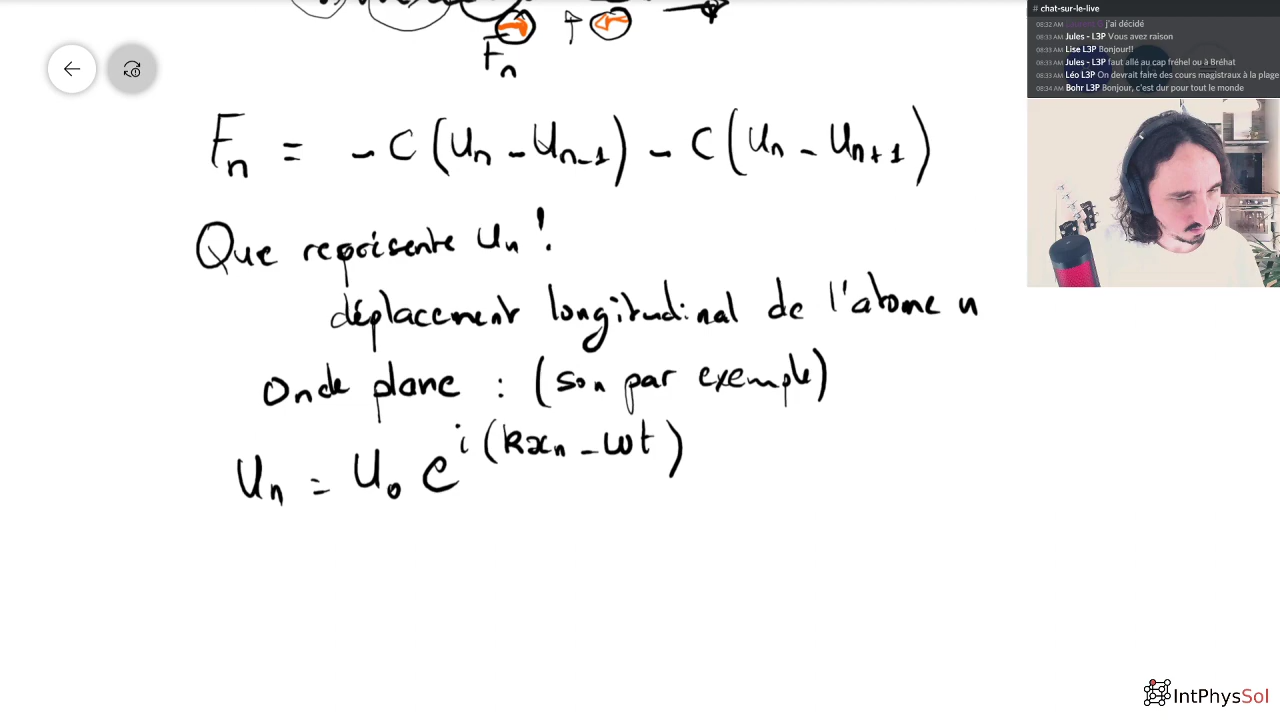 # chat-sur-le-live
08:32 AM Laurent G j'ai décidé
08:33 AM Jules - L3P Vous avez raison
08:33 AM Lise L3P Bonjour!!
08:33 AM Jules - L3P faut allé au cap fréhel ou à Bréhat
08:33 AM Léo L3P On devrait faire des cours magistraux à la plage
08:34 AM Bohr L3P Bonjour, c'est dur pour tout le monde
Fn
Fn = -C(un - un-1) - C(un - un+1)
Que représente un?
déplacement longitudinal de l'atome n
Onde plane : (son par exemple)
un = u0 e^i(kxn - ωt)
IntPhysSol